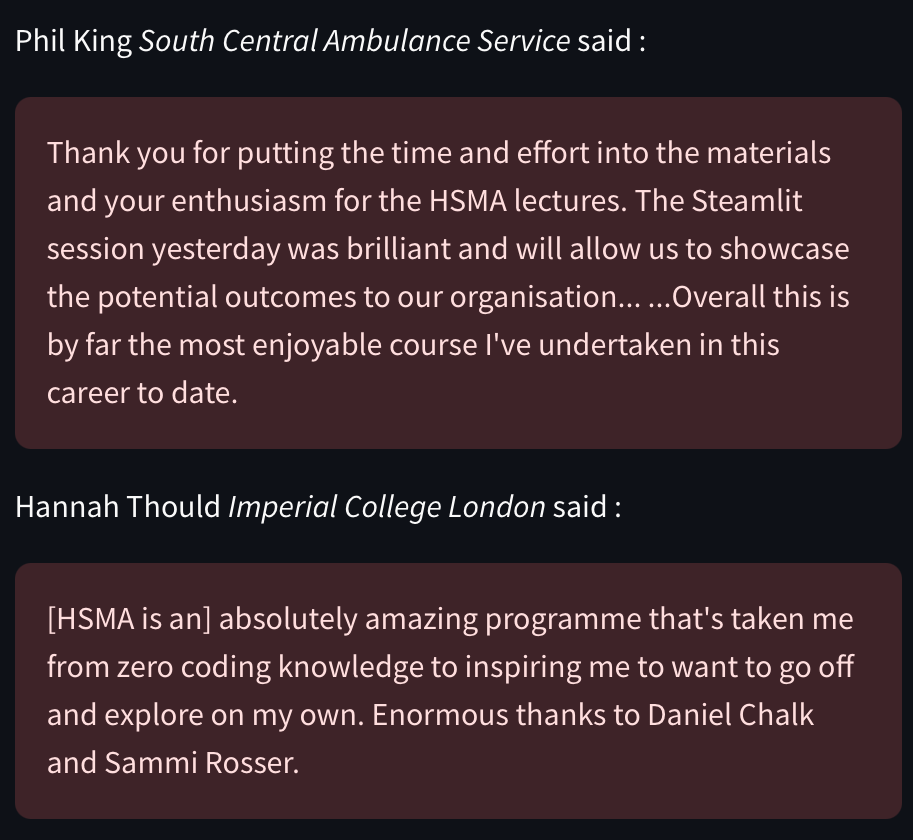 Phil King South Central Ambulance Service said :
Thank you for putting the time and effort into the materials
and your enthusiasm for the HSMA lectures. The Steamlit
session yesterday was brilliant and will allow us to showcase
the potential outcomes to our organisation... ...Overall this is
by far the most enjoyable course I've undertaken in this
career to date.
Hannah Thould Imperial College London said :
[HSMA is an] absolutely amazing programme that's taken me
from zero coding knowledge to inspiring me to want to go off
and explore on my own. Enormous thanks to Daniel Chalk
and Sammi Rosser.